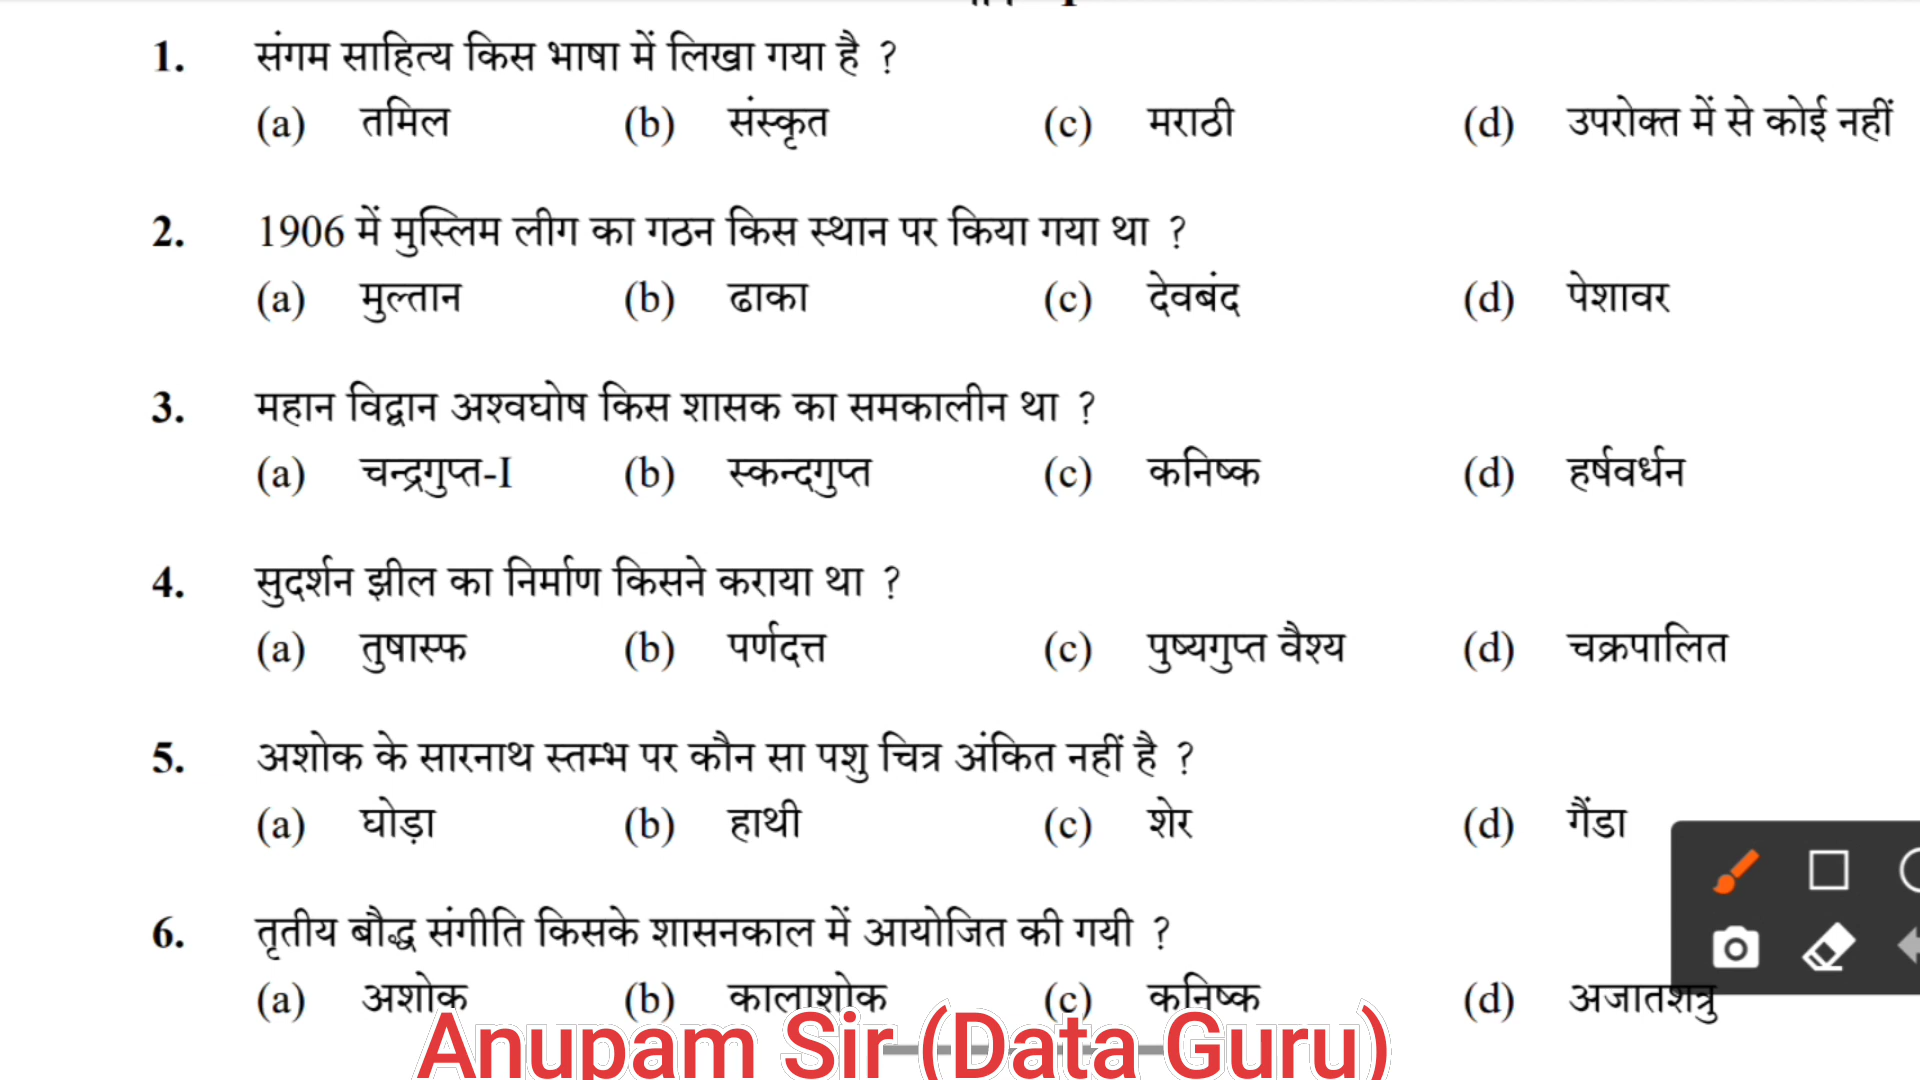 1. संगम साहित्य किस भाषा में लिखा गया है ?
(a) तमिल (b) संस्कृत (c) मराठी (d) उपरोक्त में से कोई नहीं
2. 1906 में मुस्लिम लीग का गठन किस स्थान पर किया गया था ?
(a) मुल्तान (b) ढाका (c) देवबंद (d) पेशावर
3. महान विद्वान अश्वघोष किस शासक का समकालीन था ?
(a) चन्द्रगुप्त-I (b) स्कन्दगुप्त (c) कनिष्क (d) हर्षवर्धन
4. सुदर्शन झील का निर्माण किसने कराया था ?
(a) तुषास्फ (b) पर्णदत्त (c) पुष्यगुप्त वैश्य (d) चक्रपालित
5. अशोक के सारनाथ स्तम्भ पर कौन सा पशु चित्र अंकित नहीं है ?
(a) घोड़ा (b) हाथी (c) शेर (d) गैंडा
6. तृतीय बौद्ध संगीति किसके शासनकाल में आयोजित की गयी ?
(a) अशोक (b) कालाशोक (c) कनिष्क (d) अजातशत्रु
Anupam Sir (Data Guru)